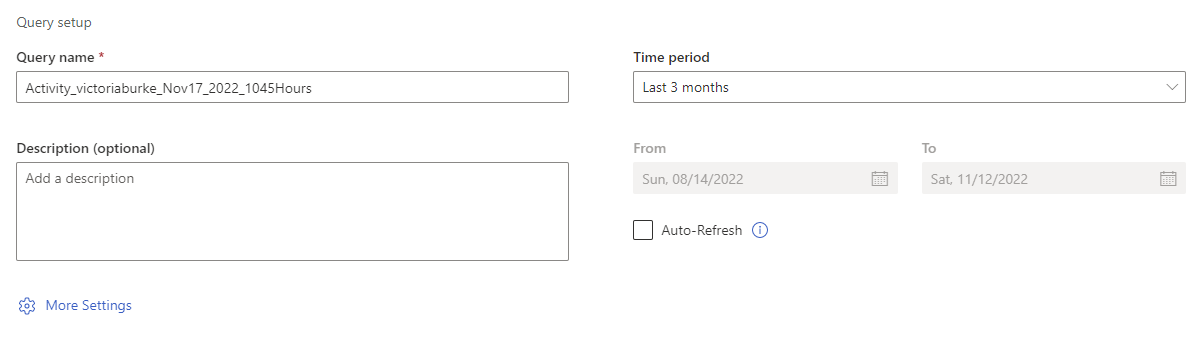 Query setup
Query name *
Activity_victoriaburke_Nov17_2022_1045Hours
Description (optional)
Add a description
More Settings
Time period
Last 3 months
From
To
Sun, 08/14/2022
Sat, 11/12/2022
Auto-Refresh